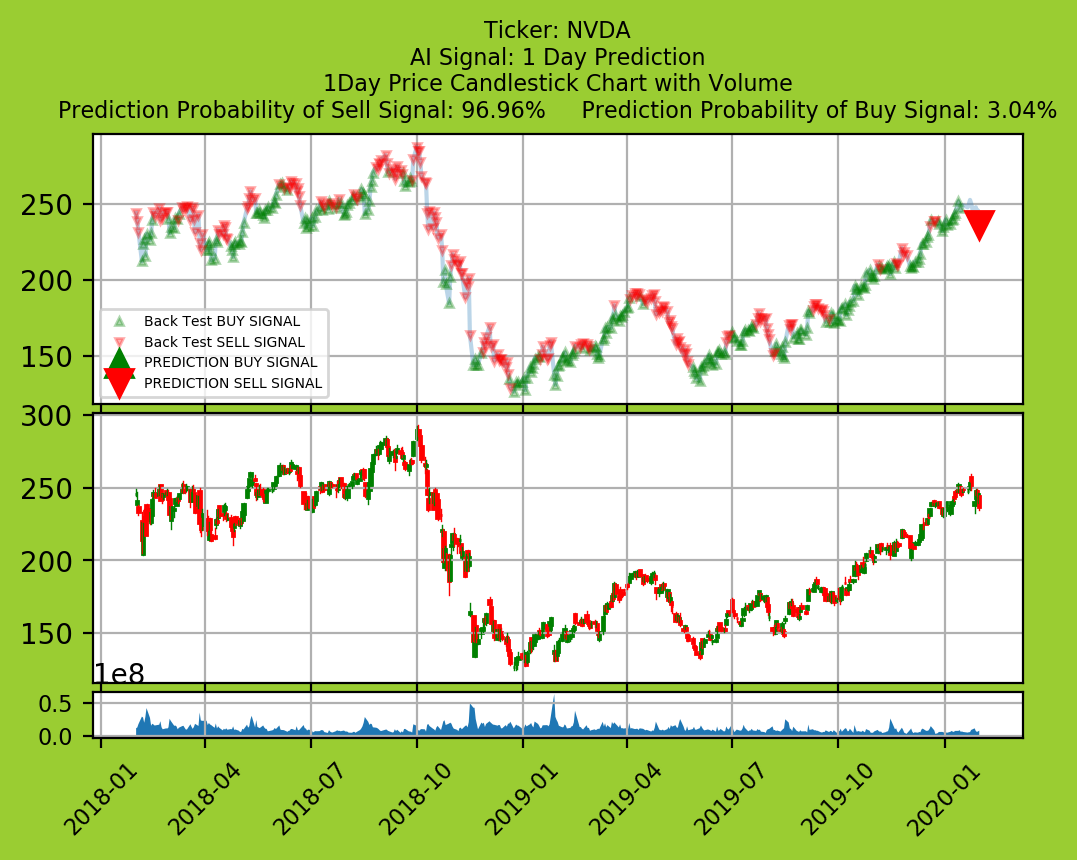 Ticker: NVDA
AI Signal: 1 Day Prediction
1Day Price Candlestick Chart with Volume
Prediction Probability of Sell Signal: 96.96% Prediction Probability of Buy Signal: 3.04%
250
200
150
Back Test BUY SIGNAL
Back Test SELL SIGNAL
PREDICTION BUY SIGNAL
PREDICTION SELL SIGNAL
300
250
200
150
1e8
0.5
0.0
2018-01
2018-04
2018-07
2018-10
2019-01
2019-04
2019-07
2019-10
2020-01